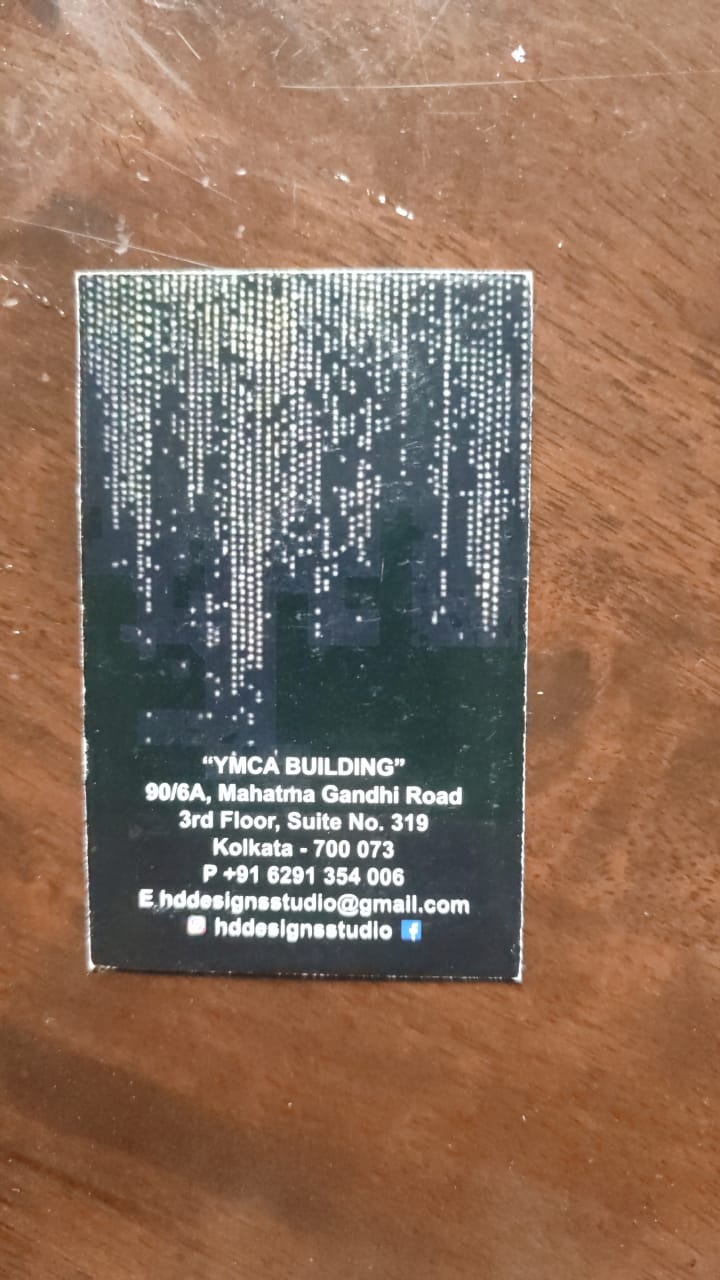 “YMCA BUILDING”
90/6A, Mahatma Gandhi Road
3rd Floor, Suite No. 319
Kolkata - 700 073
P +91 6291 354 006
E hddesignsstudio@gmail.com
hddesignsstudio